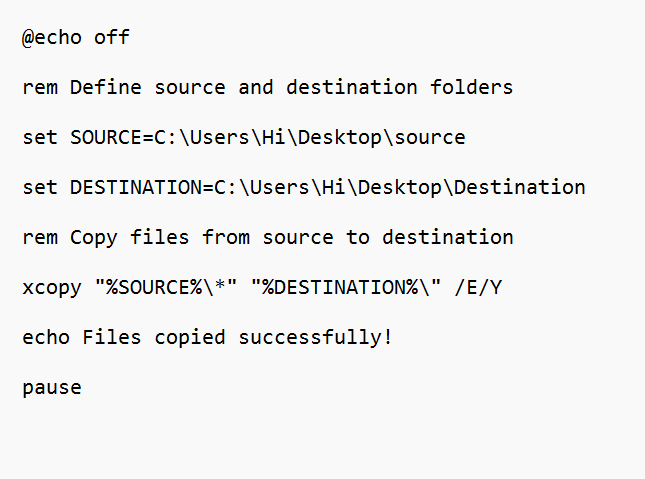 @echo off
rem Define source and destination folders
set SOURCE=C:\Users\Hi\Desktop\source
set DESTINATION=C:\Users\Hi\Desktop\Destination
rem Copy files from source to destination
xcopy "%SOURCE%\*" "%DESTINATION%\" /E/Y
echo Files copied successfully!
pause